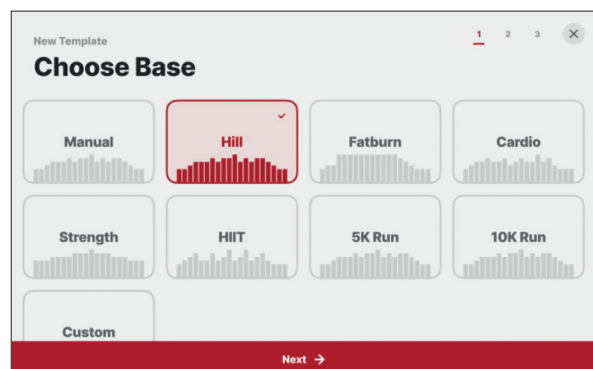 New Template
1 2 3
Choose Base
Manual
Hill
Fatburn
Cardio
Strength
HIIT
5K Run
10K Run
Custom
Next →